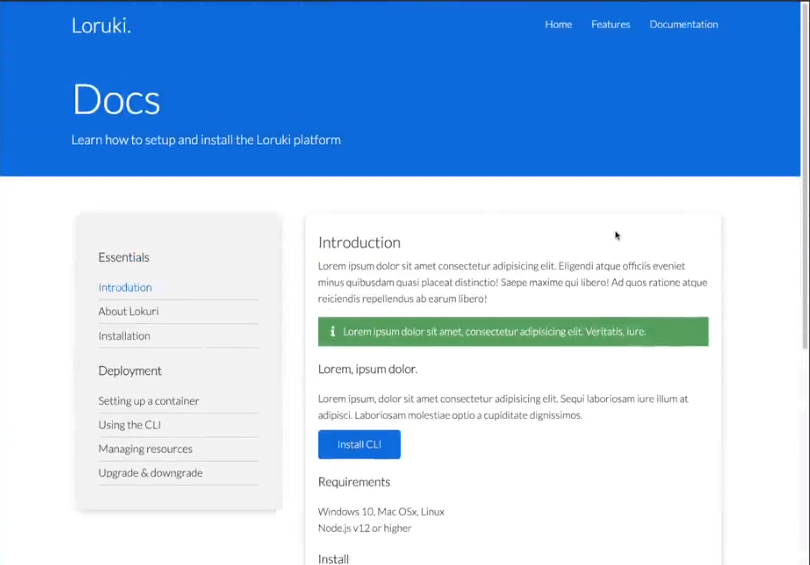 Loruki.
Home Features Documentation
Docs
Learn how to setup and install the Loruki platform
Essentials
Introdution
About Lokuri
Installation
Deployment
Setting up a container
Using the CLI
Managing resources
Upgrade & downgrade
Introduction
Lorem ipsum dolor sit amet consectetur adipisicing elit. Eligendi atque officiis eveniet
minus quibusdam quasi placeat distinctio! Saepe maxime qui libero! Ad quos ratione atque
reiciendis repellendus ab earum libero!
Lorem ipsum dolor sit amet, consectetur adipisicing elit. Veritatis, iure.
Lorem, ipsum dolor.
Lorem ipsum, dolor sit amet consectetur adipisicing elit. Sequi laboriosam iure illum at
adipisci. Laboriosam molestiae optio a cupiditate dignissimos.
Install CLI
Requirements
Windows 10, Mac OSx, Linux
Node.js v12 or higher
Install